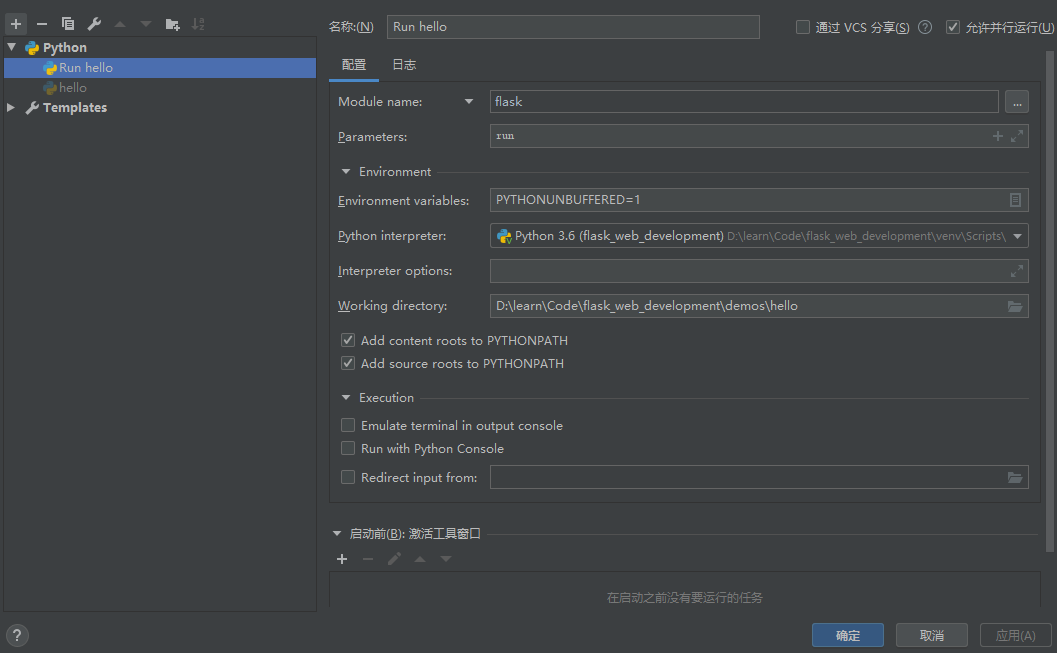 Python
Run hello
hello
Templates
名称:(N) Run hello 通过 VCS 分享(S) ? 允许并行运行(U)
配置 日志
Module name: flask ...
Parameters: run
Environment
Environment variables: PYTHONUNBUFFERED=1
Python interpreter: Python 3.6 (flask_web_development) D:\learn\Code\flask_web_development\venv\Scripts\
Interpreter options:
Working directory: D:\learn\Code\flask_web_development\demos\hello
Add content roots to PYTHONPATH
Add source roots to PYTHONPATH
Execution
Emulate terminal in output console
Run with Python Console
Redirect input from:
启动前(B): 激活工具窗口
在启动之前没有要运行的任务
? 确定 取消 应用(A)